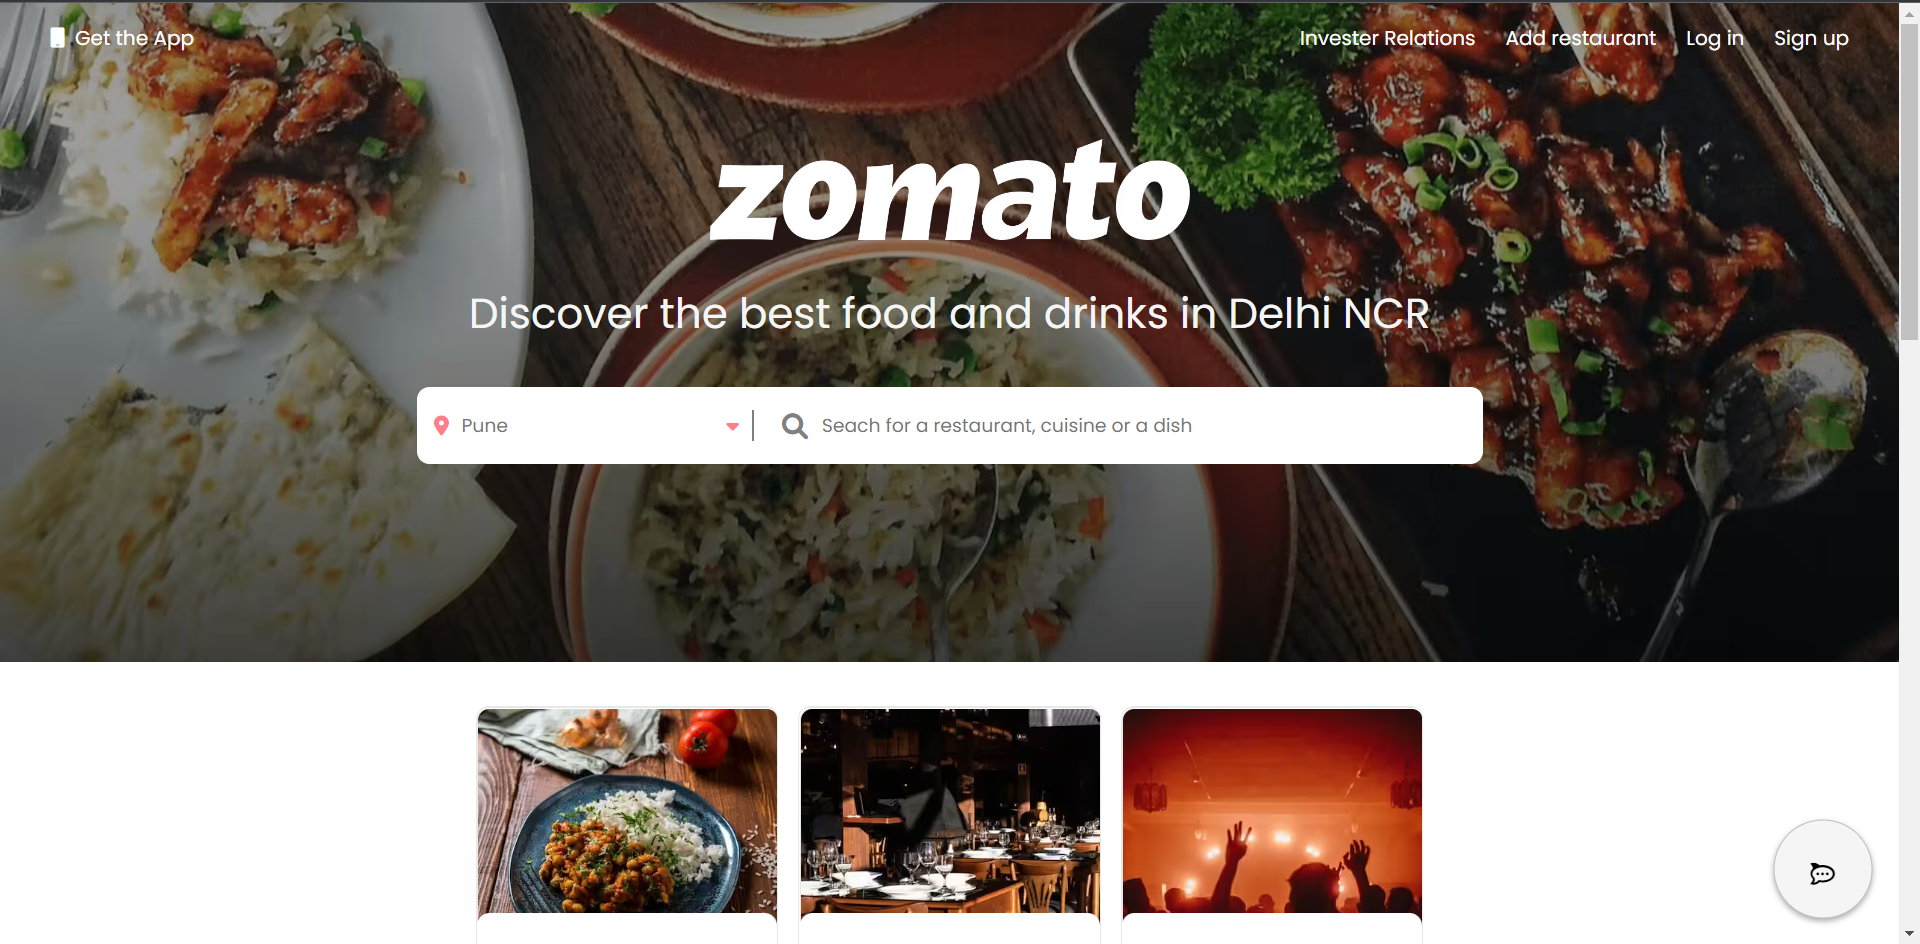 Get the App
Invester Relations
Add restaurant
Log in
Sign up
zomato
Discover the best food and drinks in Delhi NCR
Pune
Seach for a restaurant, cuisine or a dish